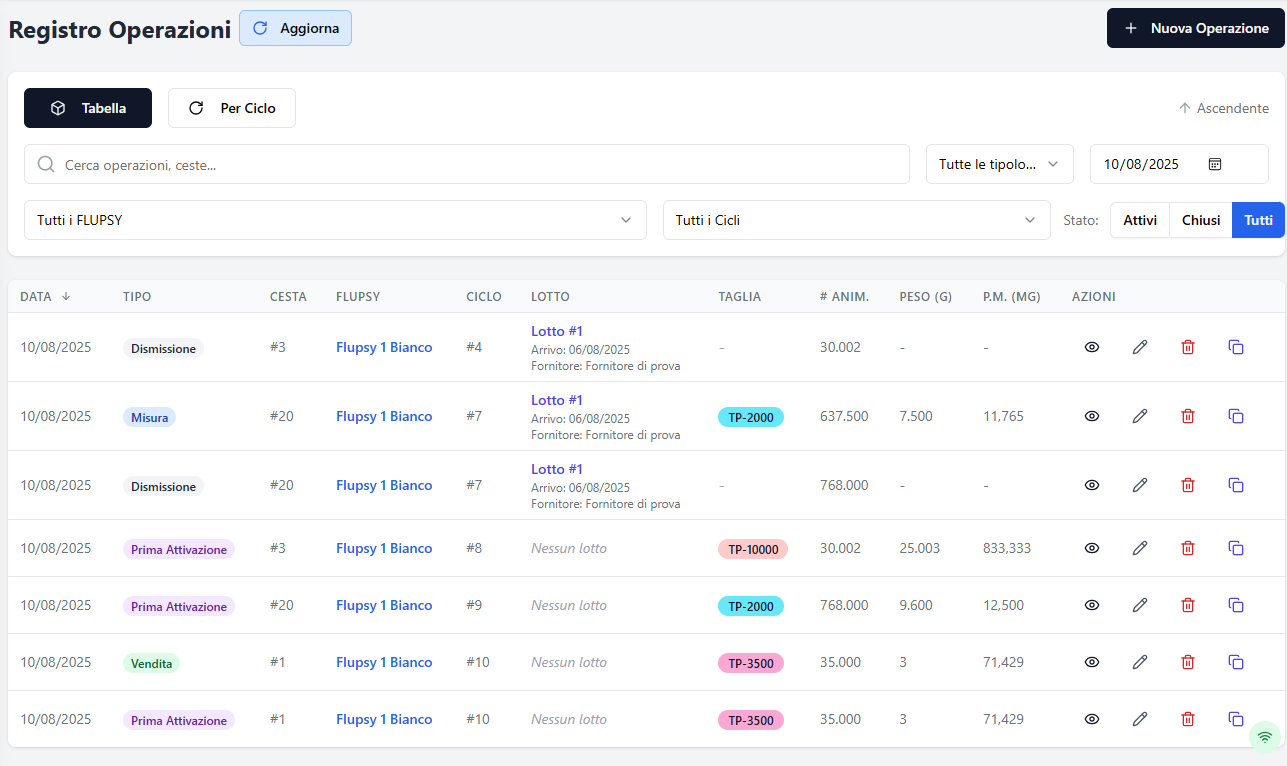 Registro Operazioni Aggiorna + Nuova Operazione
Tabella Per Ciclo ↑ Ascendente
Cerca operazioni, ceste... Tutte le tipolo... 10/08/2025
Tutti i FLUPSY Tutti i Cicli Stato: Attivi Chiusi Tutti
DATA ↓ TIPO CESTA FLUPSY CICLO LOTTO TAGLIA # ANIM. PESO (G) P.M. (MG) AZIONI
10/08/2025 Dismissione #3 Flupsy 1 Bianco #4 Lotto #1 - 30.002 - -
Arrivo: 06/08/2025
Fornitore: Fornitore di prova
10/08/2025 Misura #20 Flupsy 1 Bianco #7 Lotto #1 TP-2000 637.500 7.500 11,765
Arrivo: 06/08/2025
Fornitore: Fornitore di prova
10/08/2025 Dismissione #20 Flupsy 1 Bianco #7 Lotto #1 - 768.000 - -
Arrivo: 06/08/2025
Fornitore: Fornitore di prova
10/08/2025 Prima Attivazione #3 Flupsy 1 Bianco #8 Nessun lotto TP-10000 30.002 25.003 833,333
10/08/2025 Prima Attivazione #20 Flupsy 1 Bianco #9 Nessun lotto TP-2000 768.000 9.600 12,500
10/08/2025 Vendita #1 Flupsy 1 Bianco #10 Nessun lotto TP-3500 35.000 3 71,429
10/08/2025 Prima Attivazione #1 Flupsy 1 Bianco #10 Nessun lotto TP-3500 35.000 3 71,429